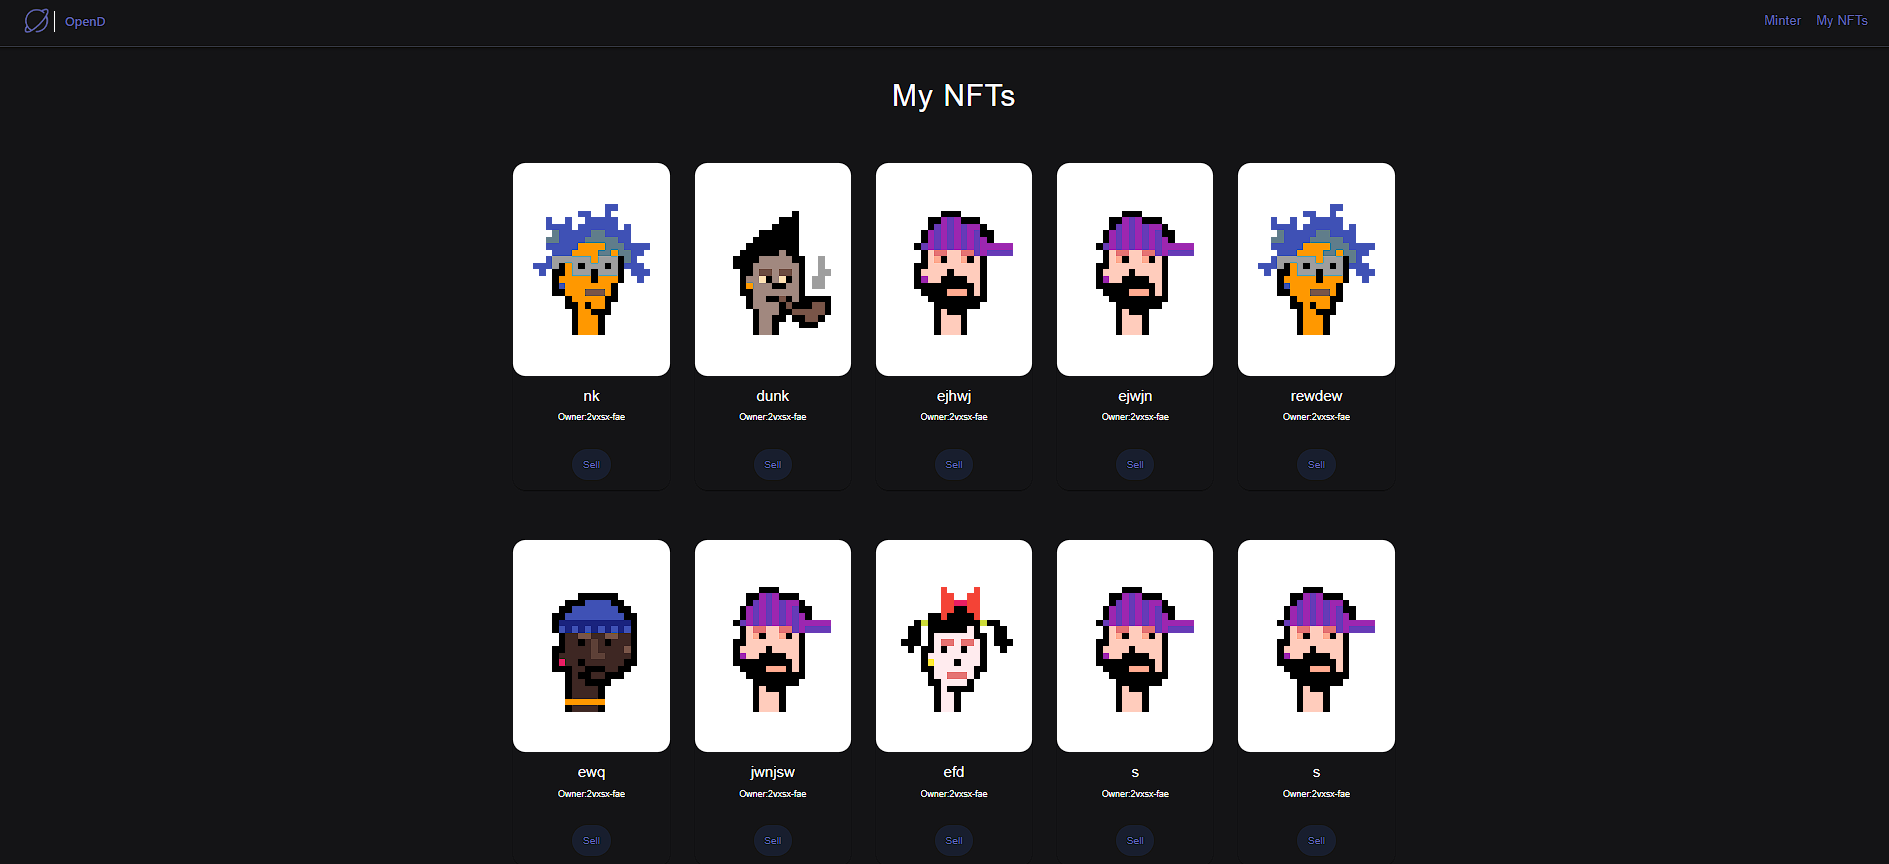 OpenD
Minter My NFTs
My NFTs
nk
Owner:2vxsx-fae
Sell
dunk
Owner:2vxsx-fae
Sell
ejhwj
Owner:2vxsx-fae
Sell
ejwjn
Owner:2vxsx-fae
Sell
rewdew
Owner:2vxsx-fae
Sell
ewq
Owner:2vxsx-fae
Sell
jwnjsw
Owner:2vxsx-fae
Sell
efd
Owner:2vxsx-fae
Sell
s
Owner:2vxsx-fae
Sell
s
Owner:2vxsx-fae
Sell